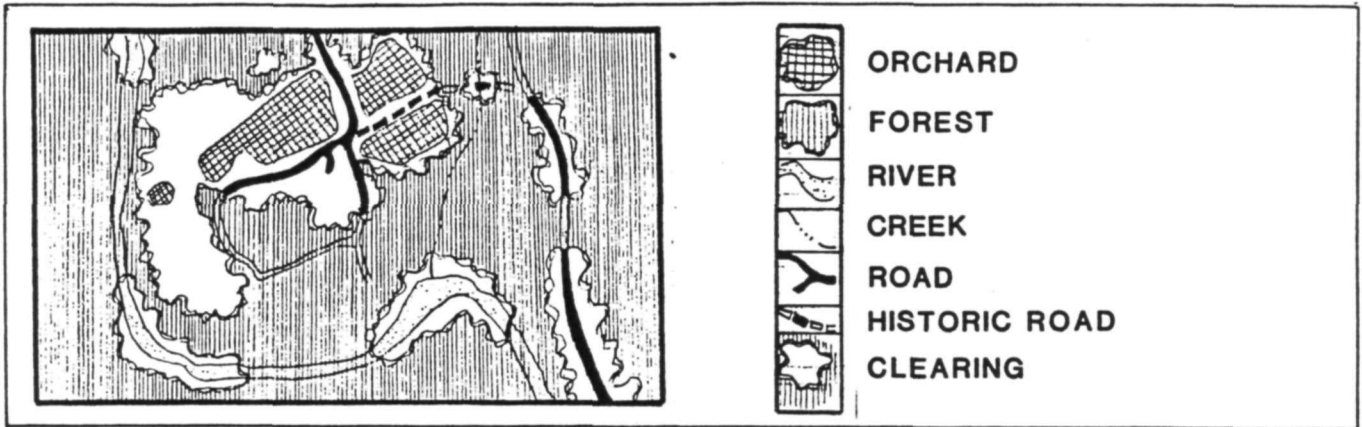 ORCHARD
FOREST
RIVER
CREEK
ROAD
HISTORIC ROAD
CLEARING